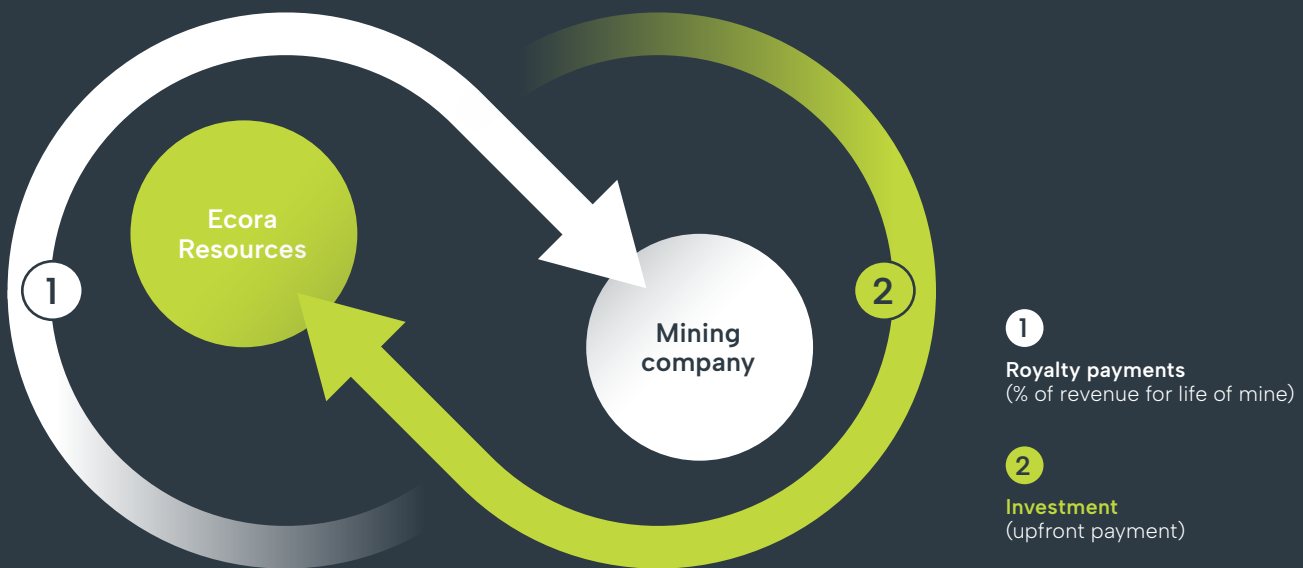 Ecora
Resources
1
Mining
company
2
1
Royalty payments
(% of revenue for life of mine)
2
Investment
(upfront payment)